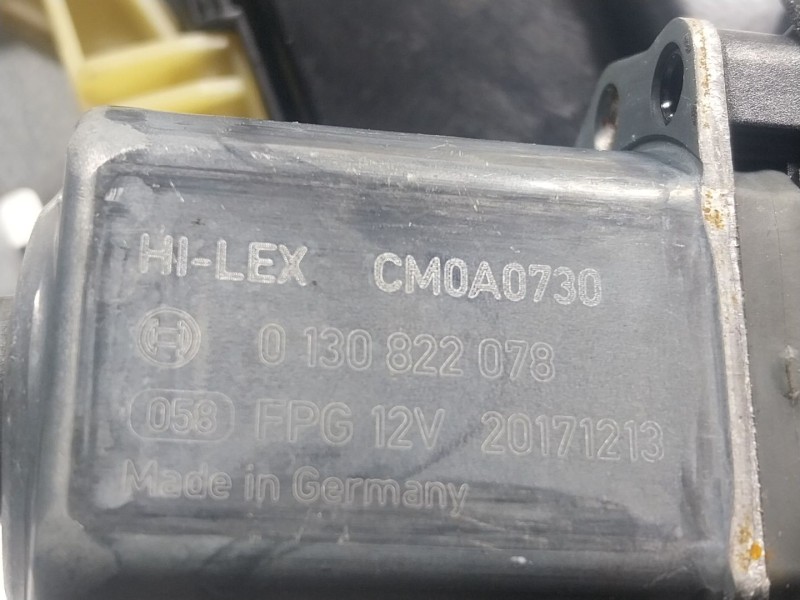 HI-LEX CM0A0730
0 130 822 078
058 FPG 12V 20171213
Made in Germany